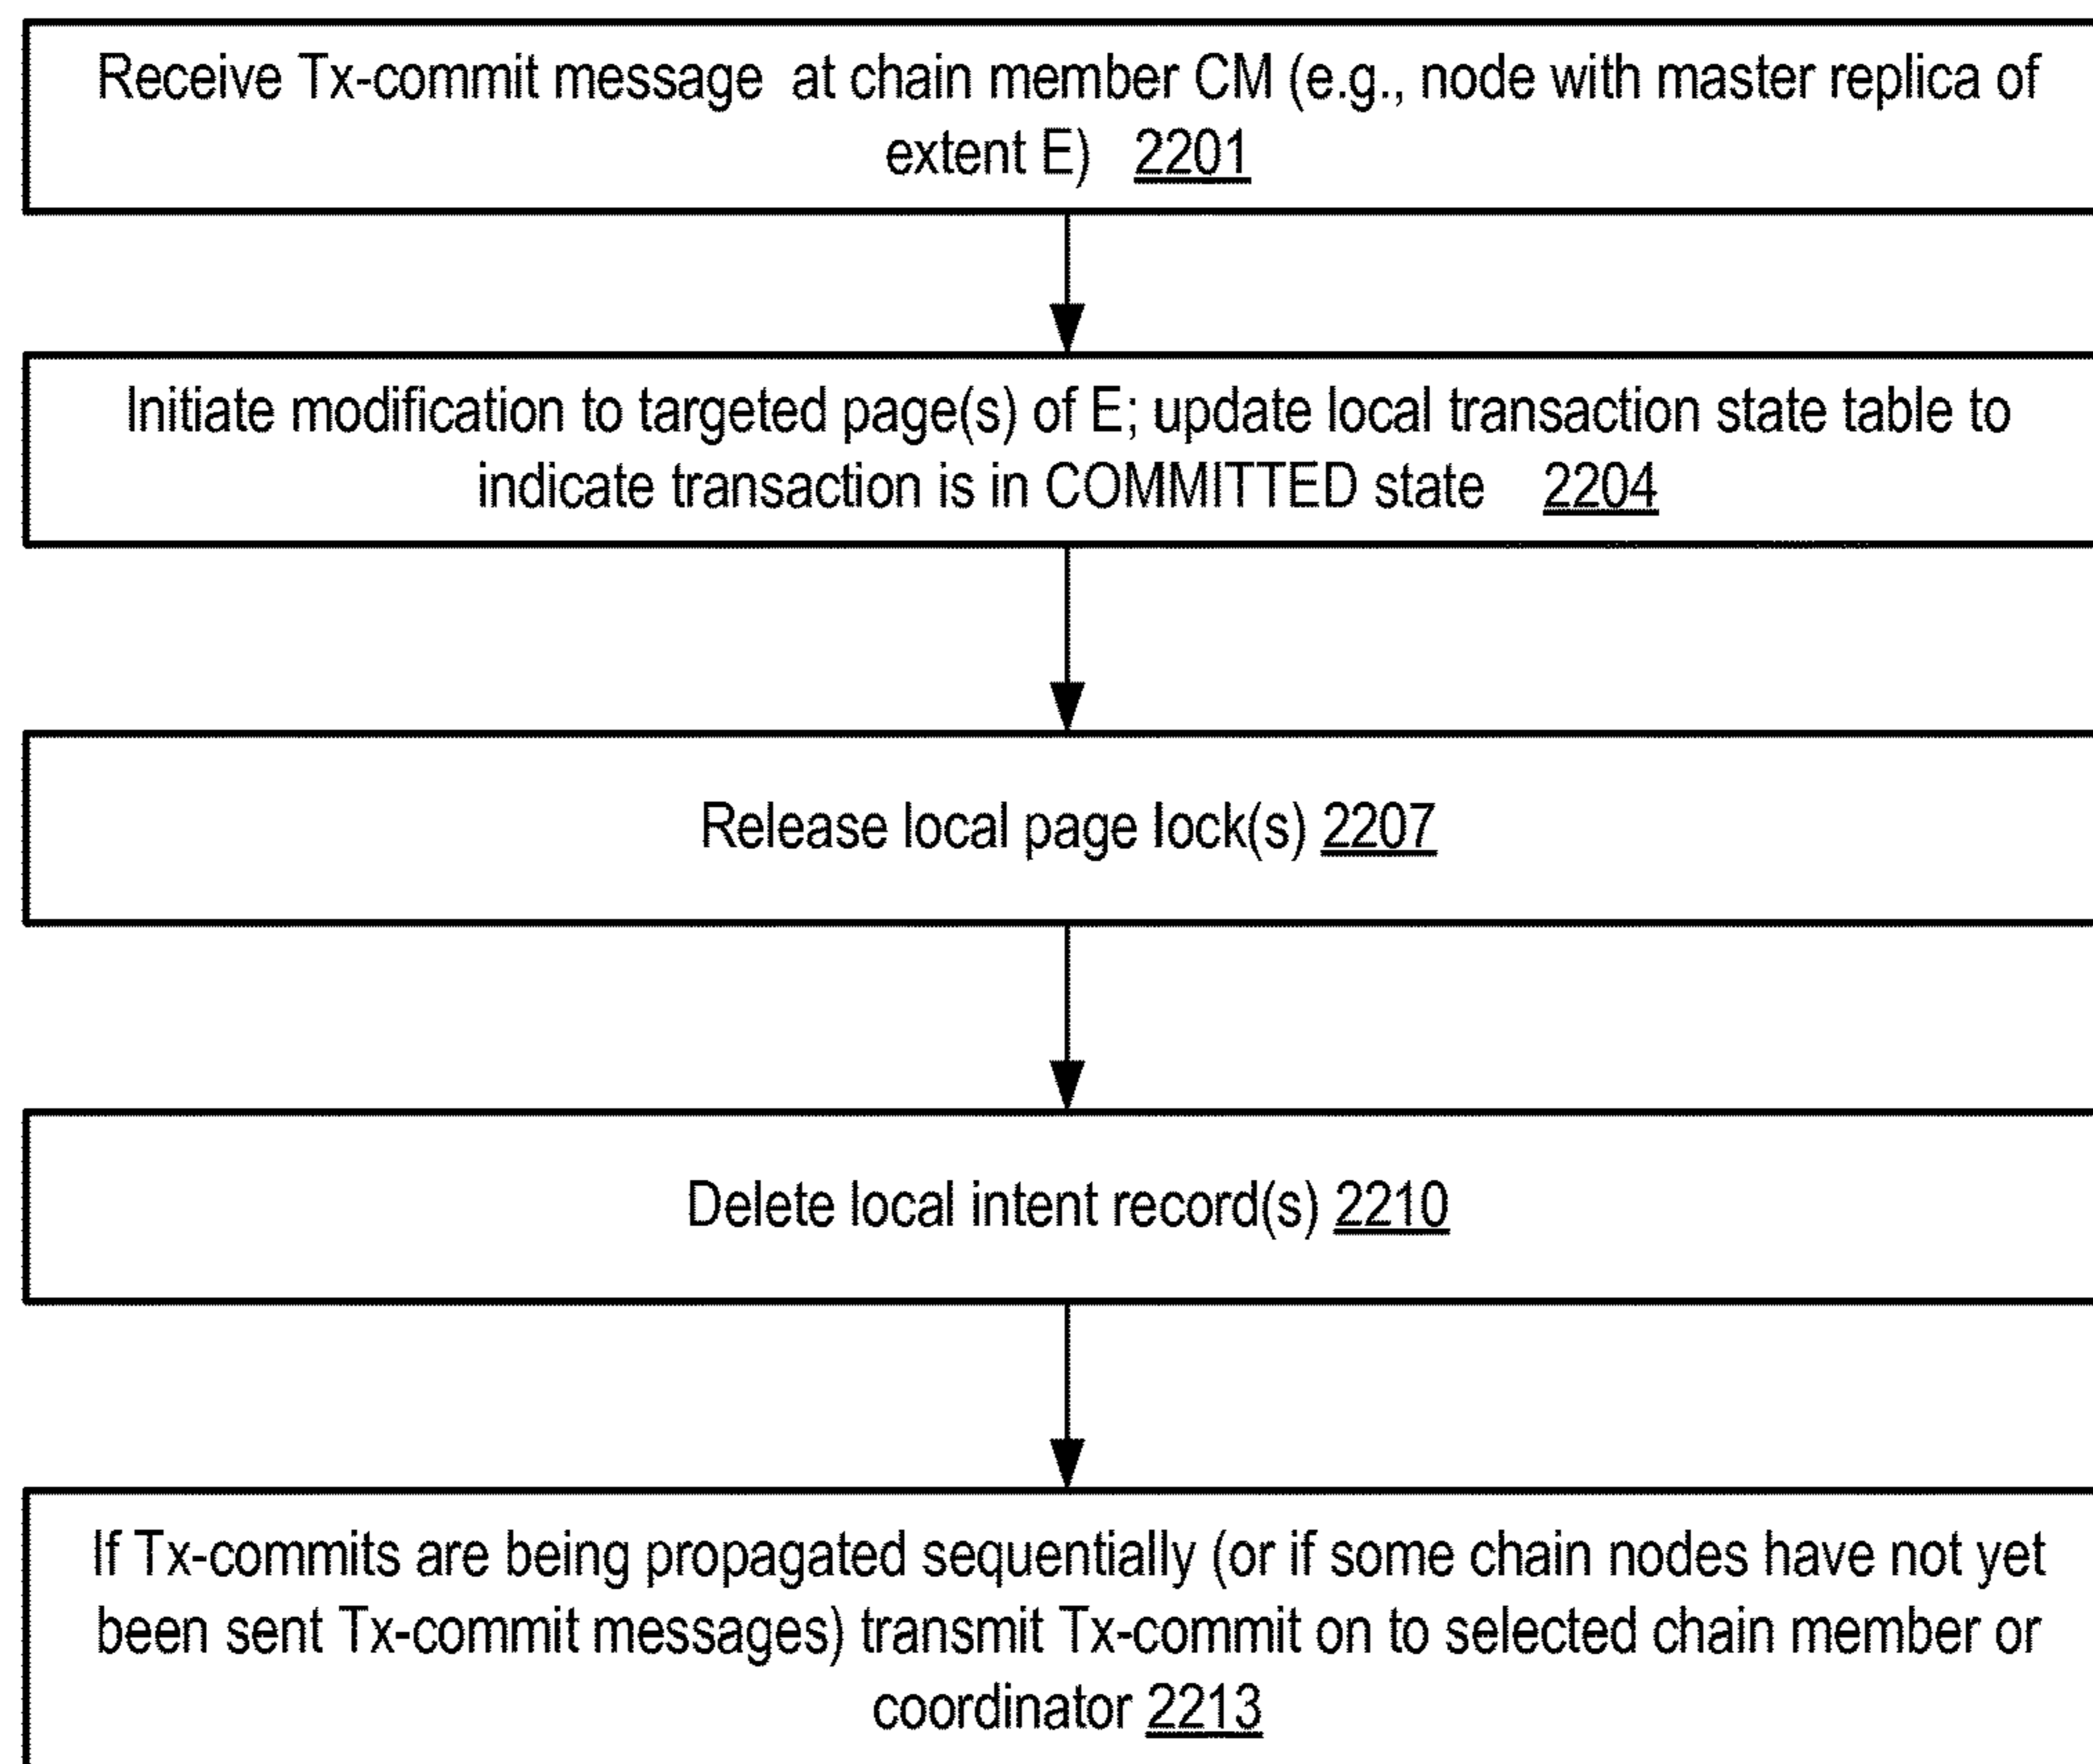 Receive Tx-commit message at chain member CM (e.g., node with master replica of
extent E) 2201
Initiate modification to targeted page(s) of E; update local transaction state table to
indicate transaction is in COMMITTED state 2204
Release local page lock(s) 2207
Delete local intent record(s) 2210
If Tx-commits are being propagated sequentially (or if some chain nodes have not yet
been sent Tx-commit messages) transmit Tx-commit on to selected chain member or
coordinator 2213